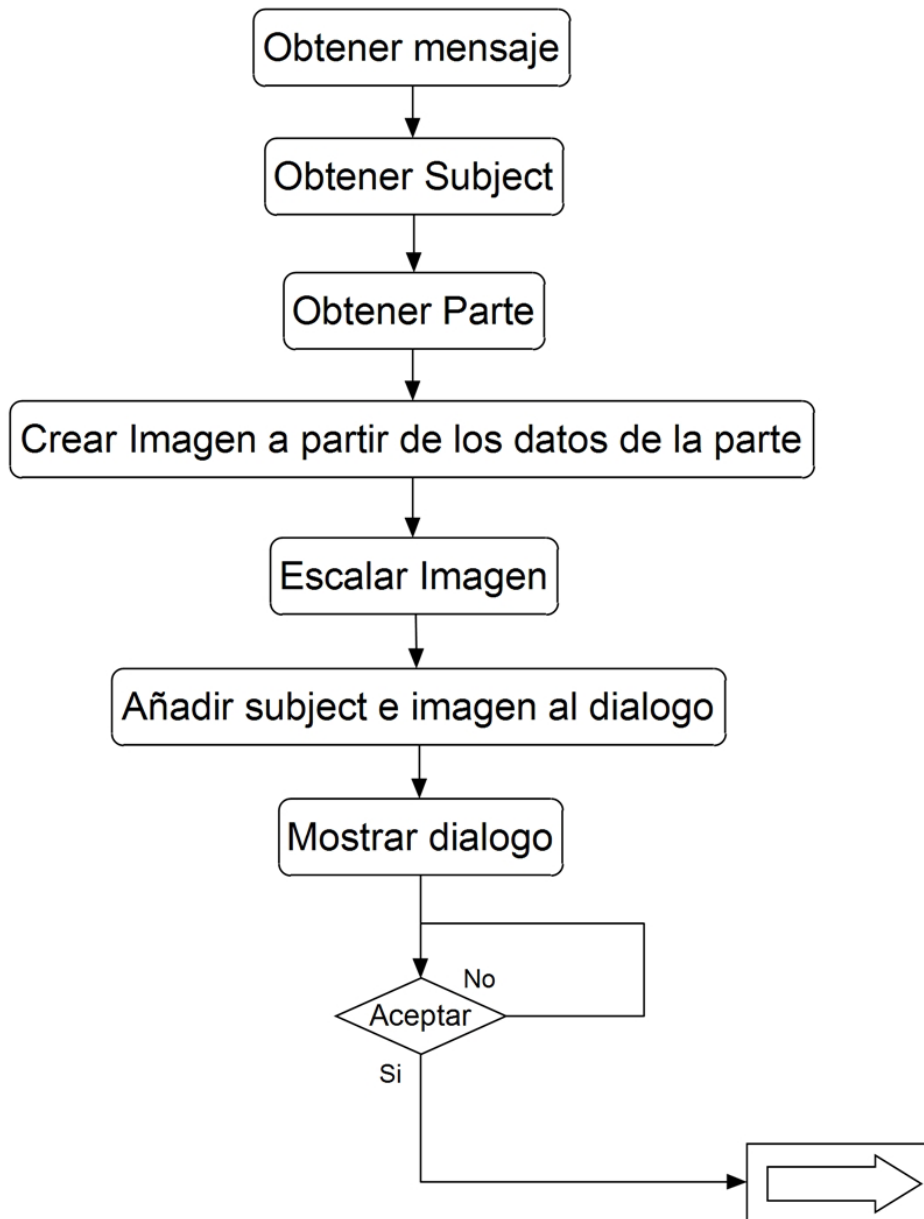 Obtener mensaje
Obtener Subject
Obtener Parte
Crear Imagen a partir de los datos de la parte
Escalar Imagen
Añadir subject e imagen al dialogo
Mostrar dialogo
No
Aceptar
Si